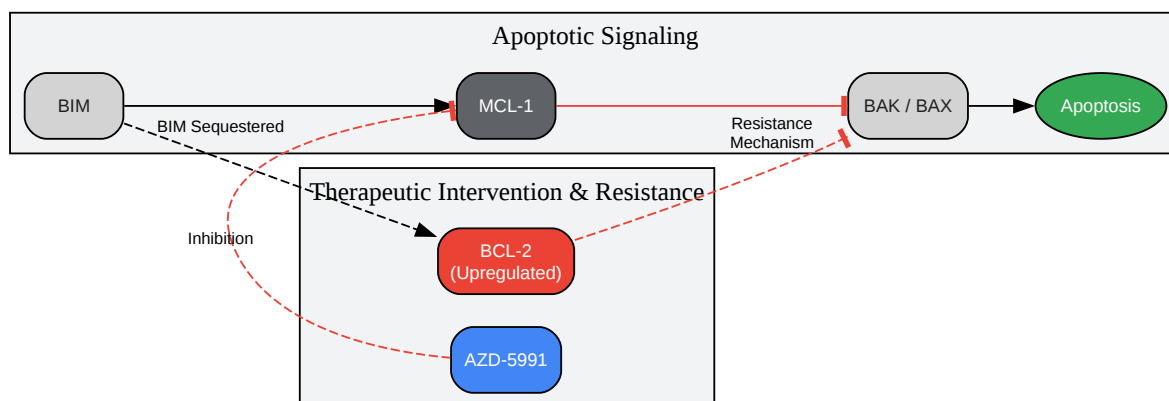 Apoptotic Signaling
BIM
MCL-1
BAK / BAX
Apoptosis
BIM Sequestered
Resistance
Mechanism
Therapeutic Intervention & Resistance
Inhibition
BCL-2
(Upregulated)
AZD-5991